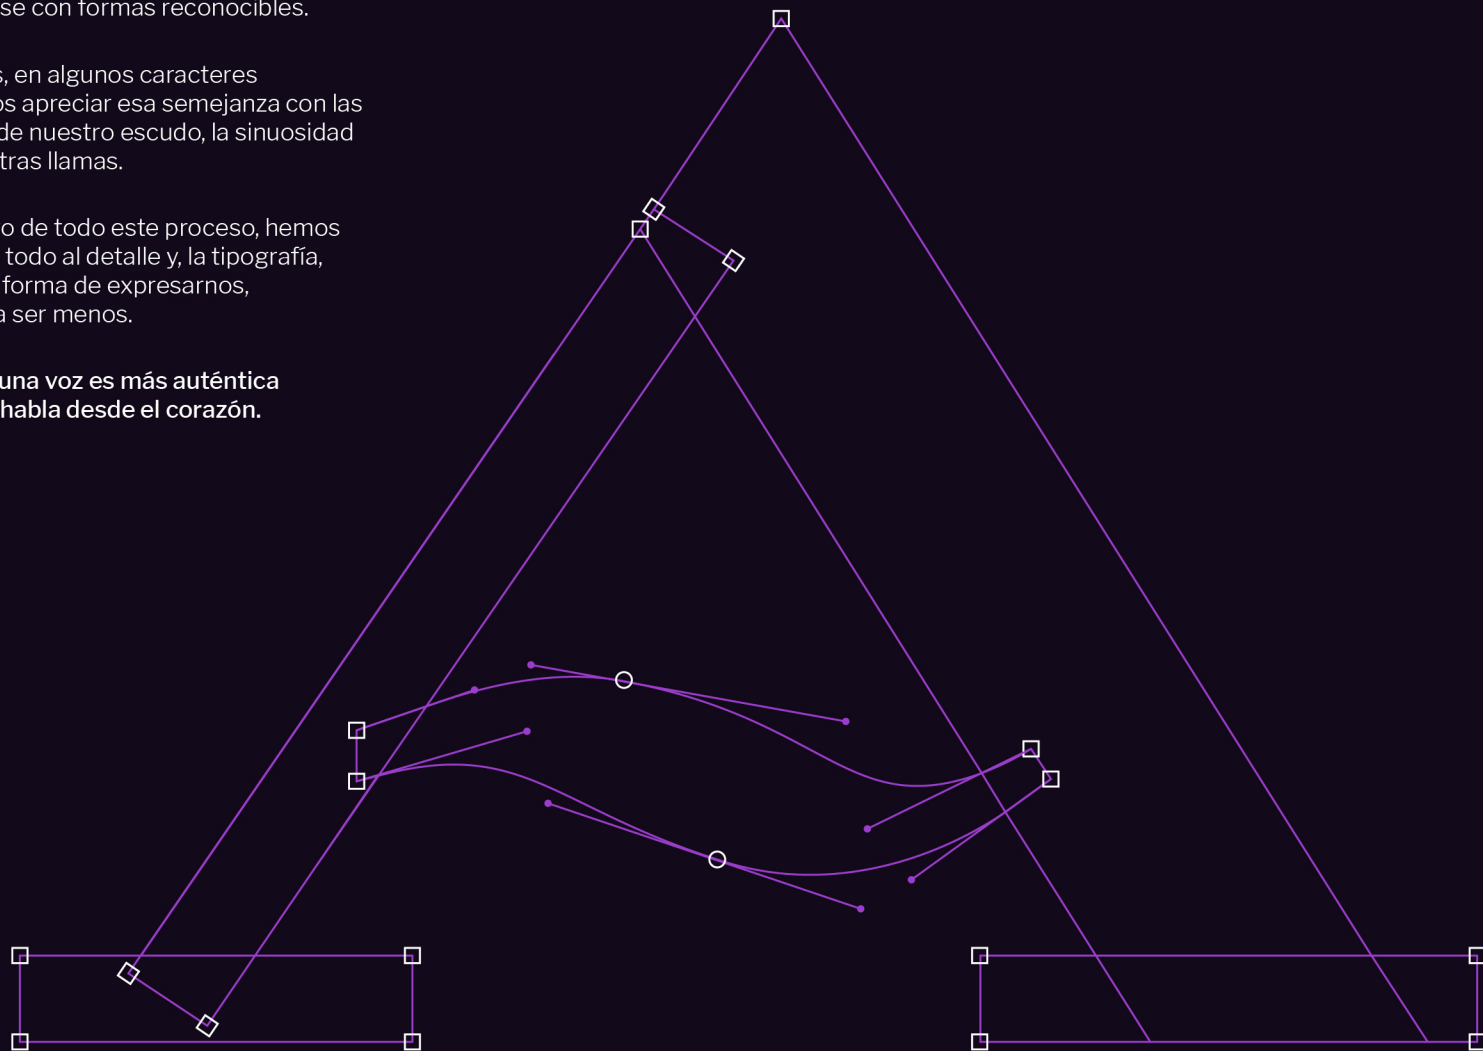 se con formas reconocibles.
s, en algunos caracteres
os apreciar esa semejanza con las
de nuestro escudo, la sinuosidad
tras llamas.
o de todo este proceso, hemos
todo al detalle y, la tipografía,
forma de expresarnos,
a ser menos.
una voz es más auténtica
habla desde el corazón.